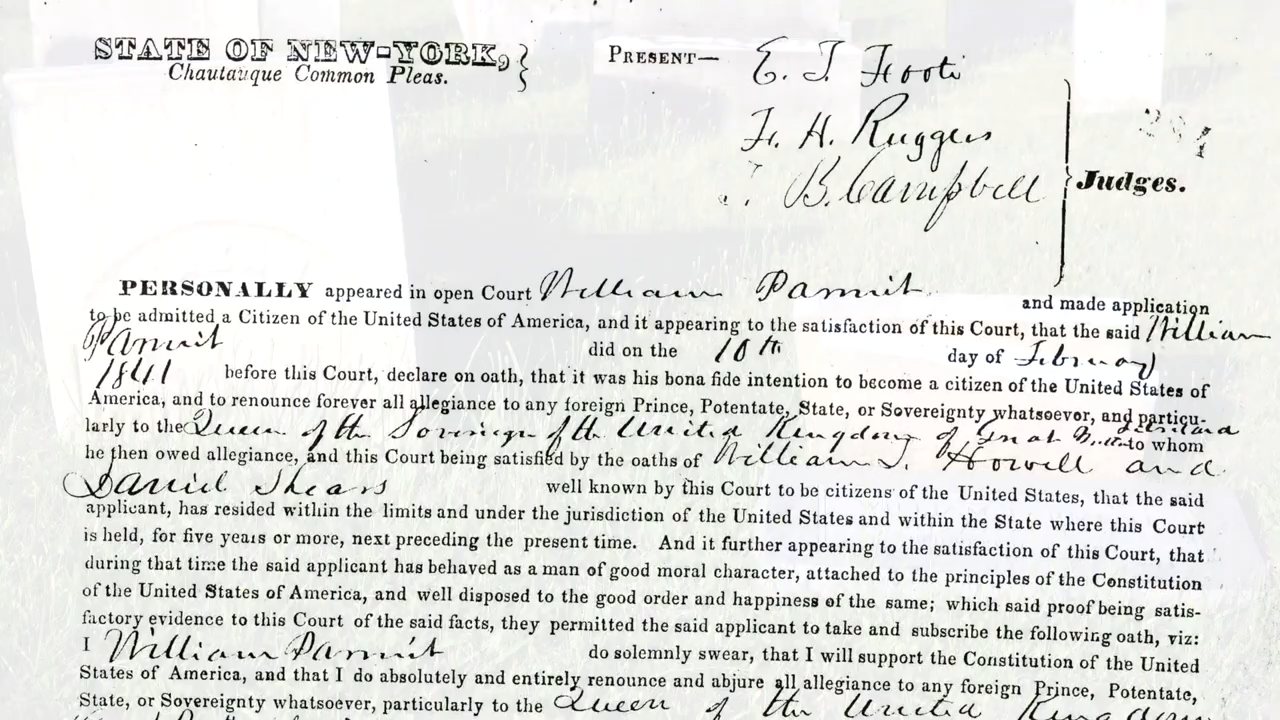 STATE OF NEW-YORK,
Chautauque Common Pleas.
PRESENT—
E. T. Foote
F. H. Ruggles
T. B. Campbell
Judges.
PERSONALLY appeared in open Court William Parmit and made application
to be admitted a Citizen of the United States of America, and it appearing to the satisfaction of this Court, that the said William
Parmit did on the 10th day of February
1841 before this Court, declare on oath, that it was his bona fide intention to become a citizen of the United States of
America, and to renounce forever all allegiance to any foreign Prince, Potentate, State, or Sovereignty whatsoever, and particu-
larly to the Queen of the Sovereign of the United Kingdom of Great Britain Ireland to whom
he then owed allegiance, and this Court being satisfied by the oaths of William T. Howell and
Daniel Shears well known by this Court to be citizens of the United States, that the said
applicant, has resided within the limits and under the jurisdiction of the United States and within the State where this Court
is held, for five years or more, next preceding the present time. And it further appearing to the satisfaction of this Court, that
during that time the said applicant has behaved as a man of good moral character, attached to the principles of the Constitution
of the United States of America, and well disposed to the good order and happiness of the same; which said proof being satis-
factory evidence to this Court of the said facts, they permitted the said applicant to take and subscribe the following oath, viz:
I William Parmit do solemnly swear, that I will support the Constitution of the United
States of America, and that I do absolutely and entirely renounce and abjure all allegiance to any foreign Prince, Potentate,
State, or Sovereignty whatsoever, particularly to the Queen of the United Kingdom